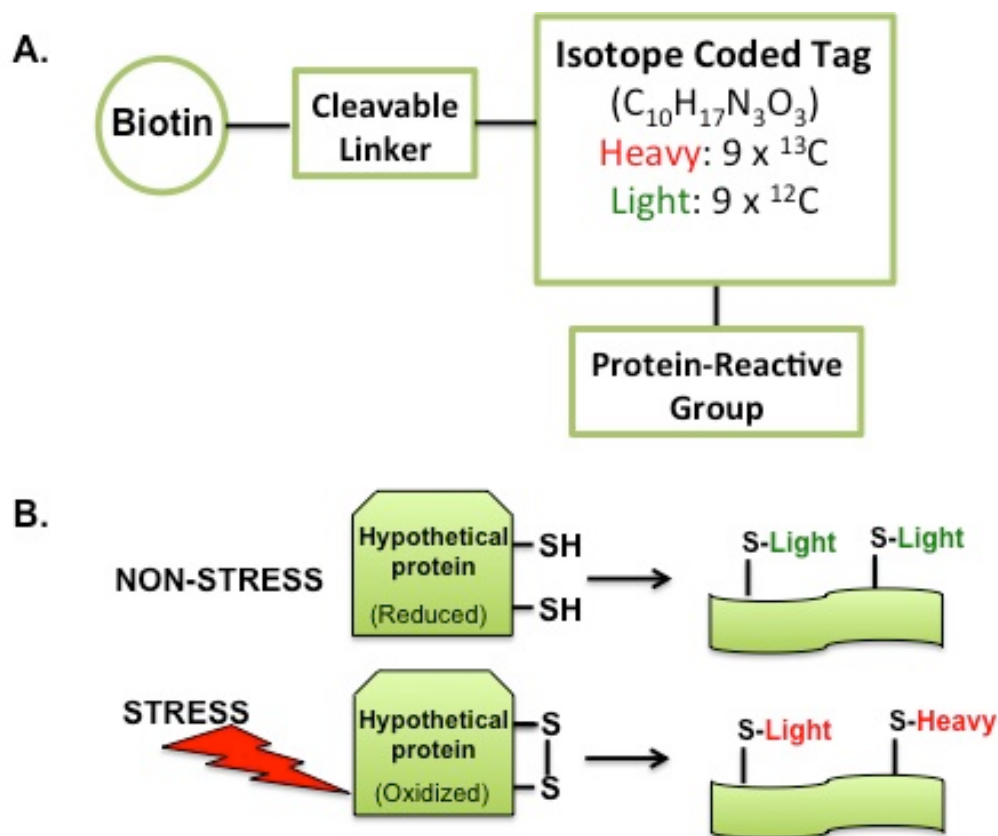 A.
Biotin
Cleavable
Linker
Isotope Coded Tag
(C₁₀H₁₇N₃O₃)
Heavy: 9 x ¹³C
Light: 9 x ¹²C
Protein-Reactive
Group
B.
NON-STRESS
Hypothetical
protein
(Reduced)
SH
SH
S-Light
S-Light
STRESS
Hypothetical
protein
(Oxidized)
S
S
S-Light
S-Heavy